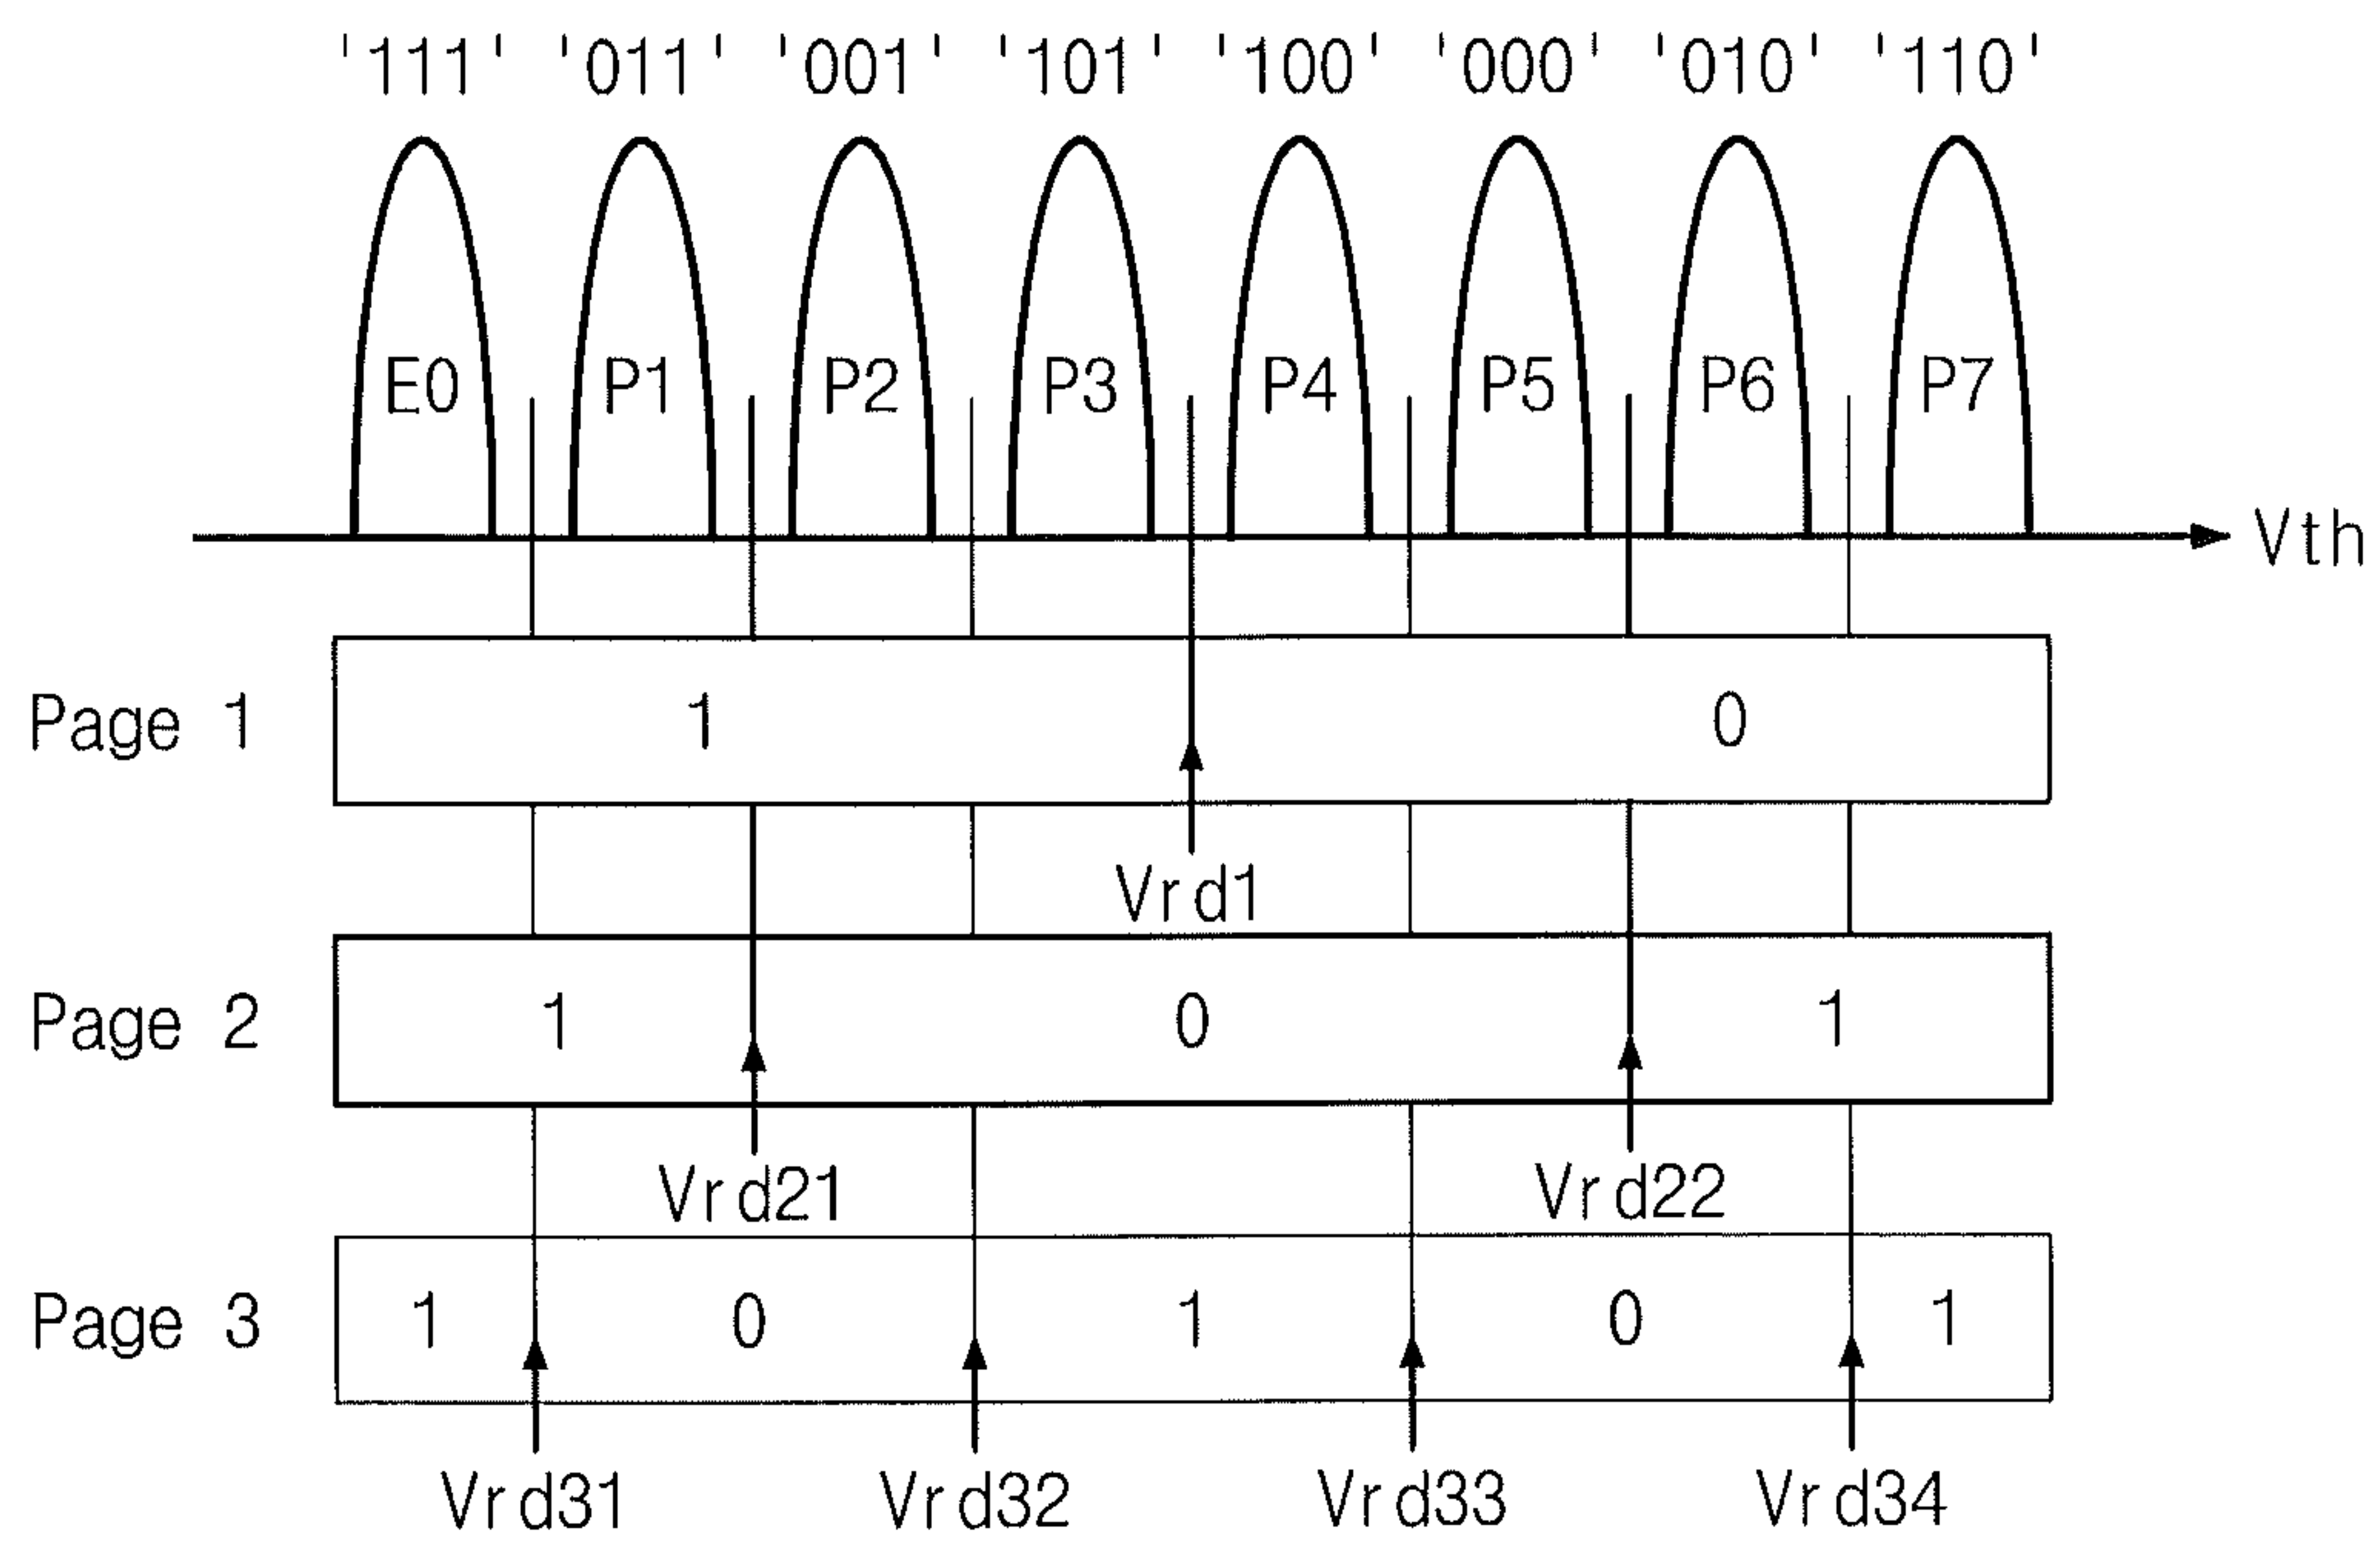 '111' '011' '001' '101' '100' '000' '010' '110'
E0 P1 P2 P3 P4 P5 P6 P7
Vth
Page 1 1 0
Vrd1
Page 2 1 0 1
Vrd21 Vrd22
Page 3 1 0 1 0 1
Vrd31 Vrd32 Vrd33 Vrd34